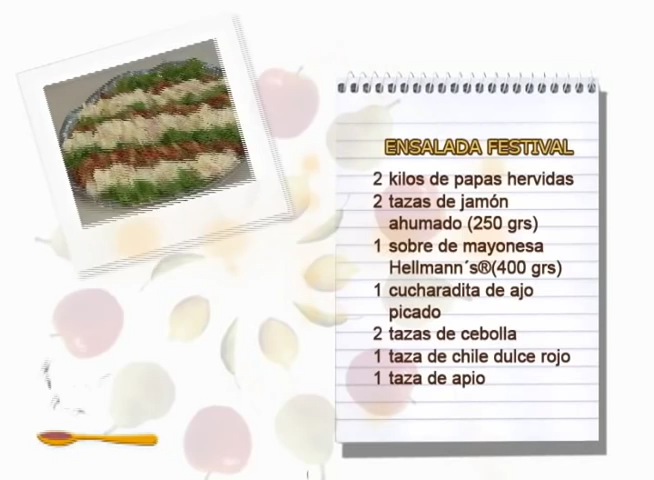 ENSALADA FESTIVAL
2 kilos de papas hervidas
2 tazas de jamón
ahumado (250 grs)
1 sobre de mayonesa
Hellmann´s®(400 grs)
1 cucharadita de ajo
picado
2 tazas de cebolla
1 taza de chile dulce rojo
1 taza de apio